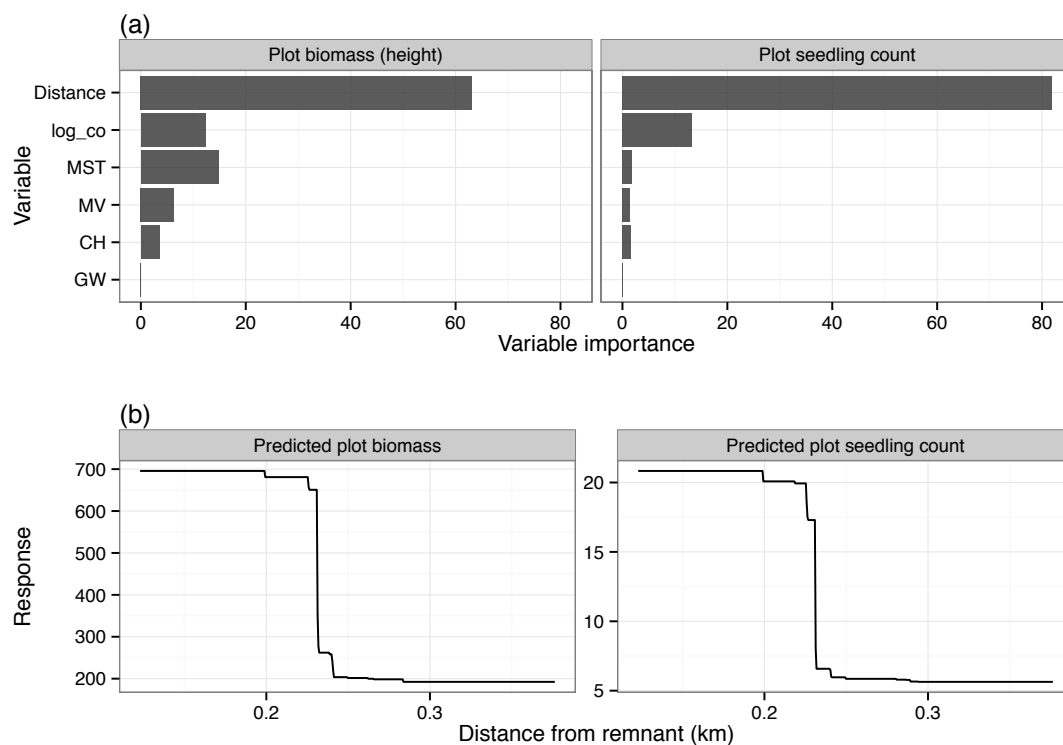 (a)
Plot biomass (height)
Plot seedling count
Variable
Distance
log_co
MST
MV
CH
GW
0 20 40 60 80
0 20 40 60 80
Variable importance
(b)
Predicted plot biomass
Predicted plot seedling count
Response
700
600
500
400
300
200
20
15
10
5
0.2 0.3
0.2 0.3
Distance from remnant (km)